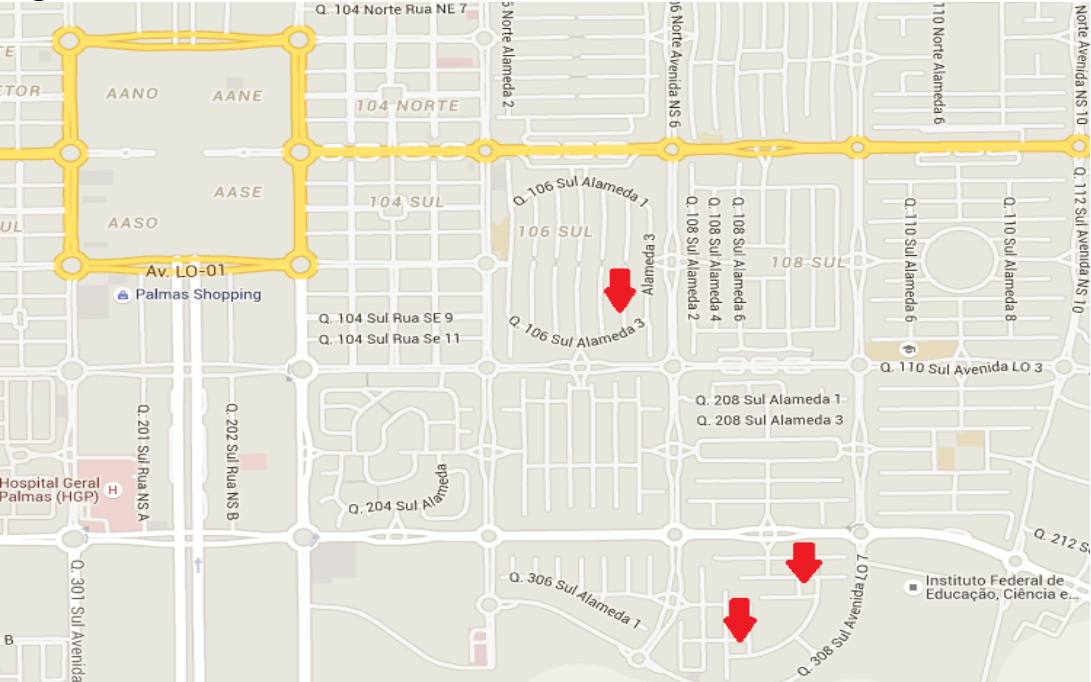 Q. 104 Norte Rua NE 7
Norte Alameda 2
Norte Avenida NS 6
110 Norte Alameda 6
Norte Avenida NS 10
AANO
AANE
104 NORTE
AASE
AASO
104 SUL
Q. 106 Sul Alameda 1
106 SUL
Alameda 3
Q. 106 Sul Alameda 3
Q. 108 Sul Alameda 2
Q. 108 Sul Alameda 4
Q. 108 Sul Alameda 6
108 SUL
Q. 110 Sul Alameda 6
Q. 110 Sul Alameda 8
Q. 112 Sul Avenida NS 10
Av. LO-01
Palmas Shopping
Q. 104 Sul Rua SE 9
Q. 104 Sul Rua Se 11
Q. 110 Sul Avenida LO 3
Q. 208 Sul Alameda 1
Q. 208 Sul Alameda 3
Q. 201 Sul Rua NS A
Q. 202 Sul Rua NS B
Hospital Geral
Palmas (HGP)
H
Q. 204 Sul Alameda
Q. 212 S
Q. 301 Sul Avenida
Q. 306 Sul Alameda 1
Q. 308 Sul Avenida LO 7
Instituto Federal de
Educação, Ciência e...
B